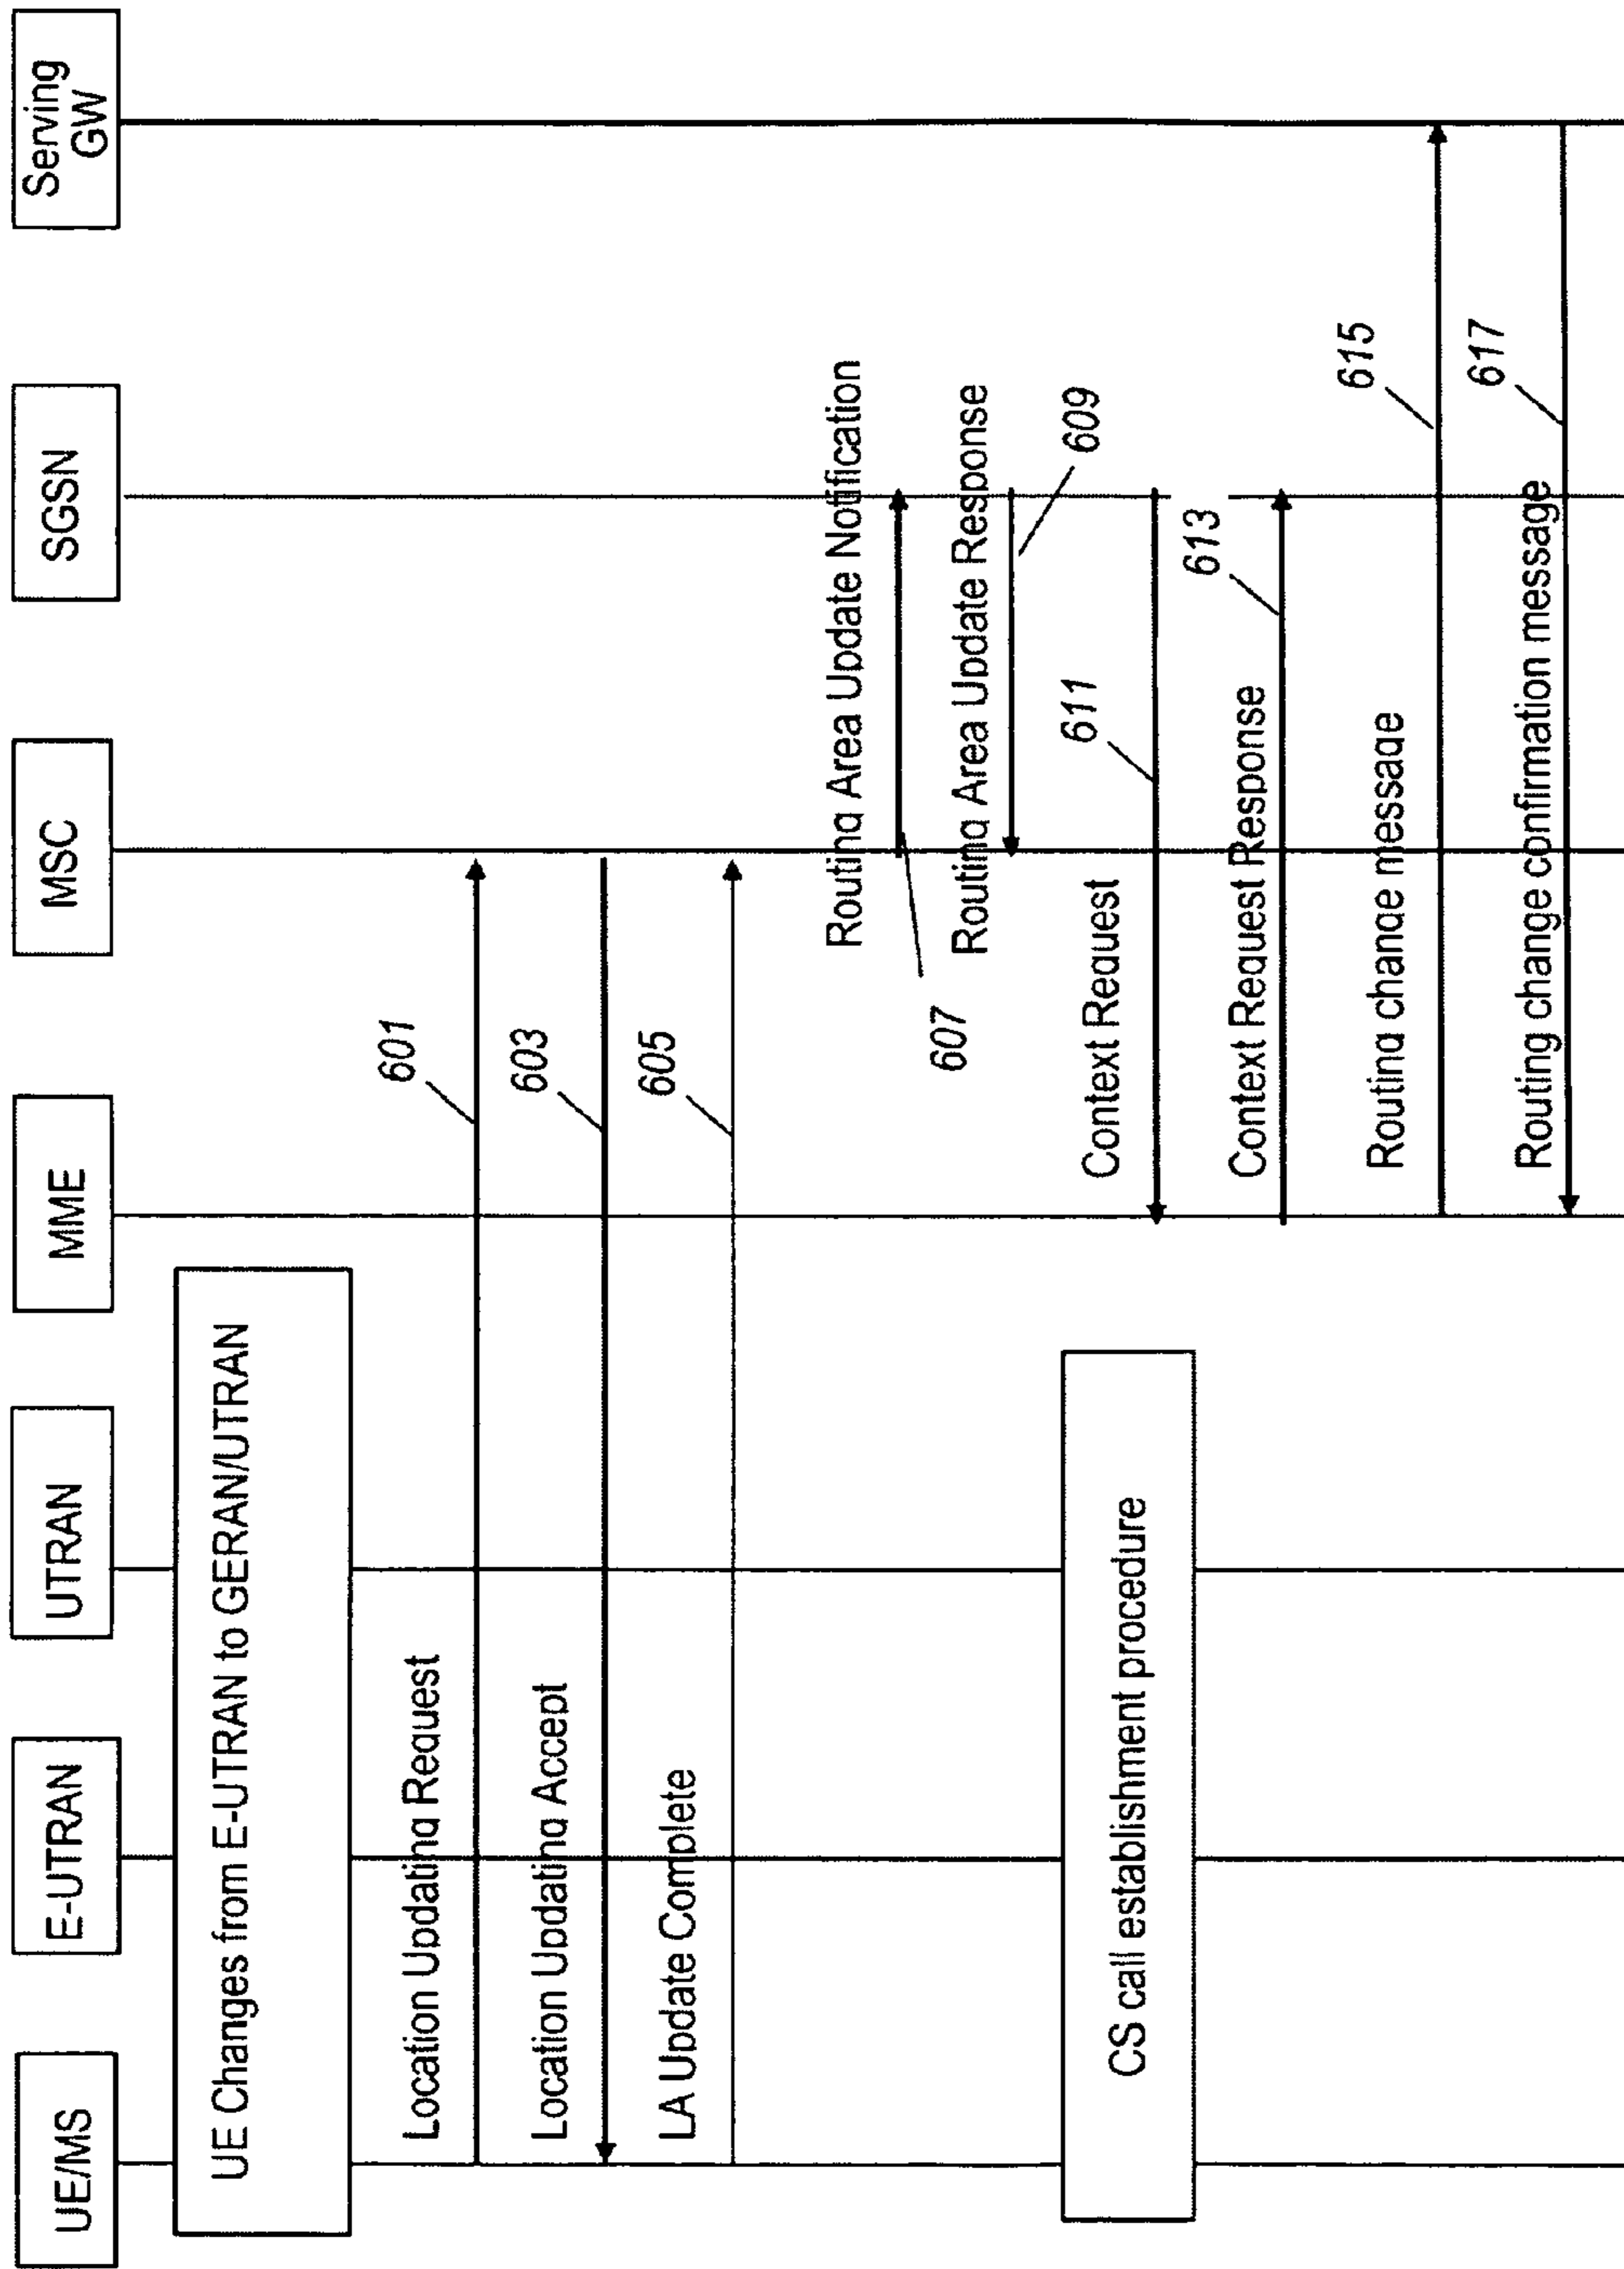 UE/MS
E-UTRAN
UTRAN
MME
MSC
SGSN
Serving
GW
UE Changes from E-UTRAN to GERAN/UTRAN
Location Updating Request
601
Location Updating Accept
603
LA Update Complete
605
Routing Area Update Notification
607
Routing Area Update Response
609
CS call establishment procedure
Context Request
611
Context Request Response
613
Routing change message
615
Routing change confirmation message
617